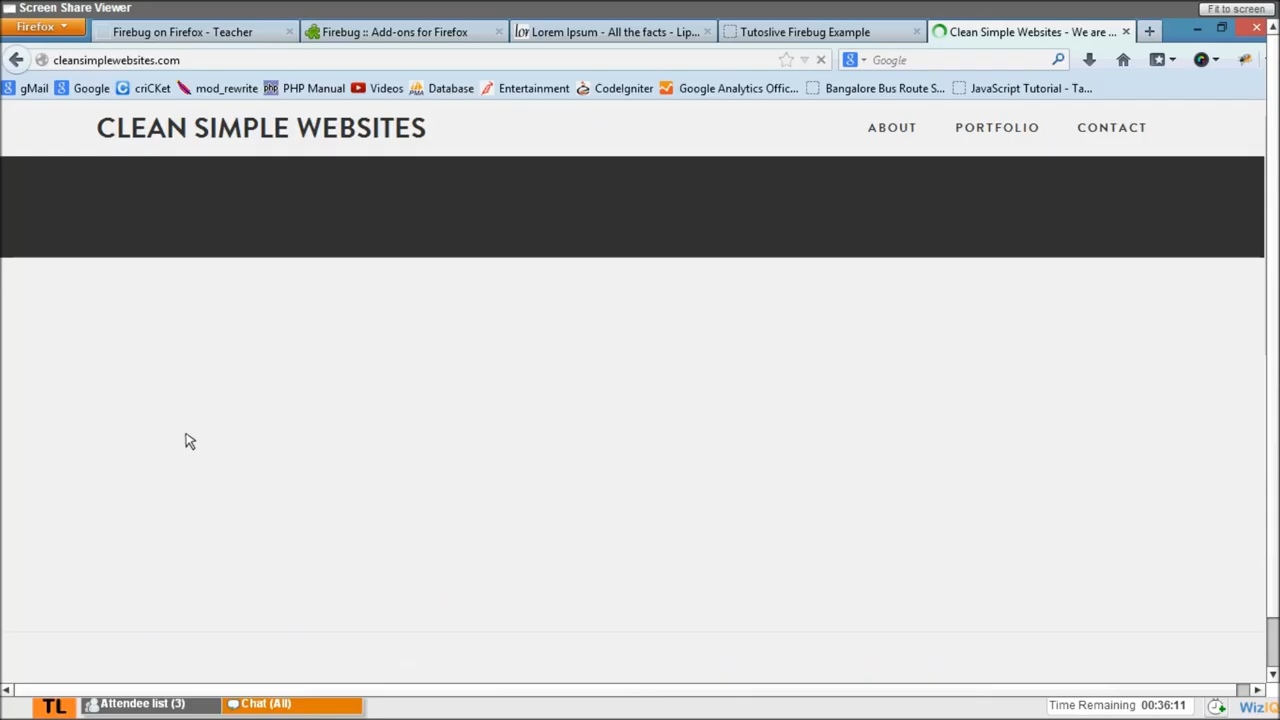 Screen Share Viewer
Fit to screen
Firefox
Firebug on Firefox - Teacher
Firebug :: Add-ons for Firefox
Lorem Ipsum - All the facts - Lip...
Tutoslive Firebug Example
Clean Simple Websites - We are ...
cleansimplewebsites.com
Google
gMail
Google
criCKet
mod_rewrite
PHP Manual
Videos
Database
Entertainment
CodeIgniter
Google Analytics Offic...
Bangalore Bus Route S...
JavaScript Tutorial - Ta...
CLEAN SIMPLE WEBSITES
ABOUT
PORTFOLIO
CONTACT
TL
Attendee list (3)
Chat (All)
Time Remaining 00:36:11
WizIQ